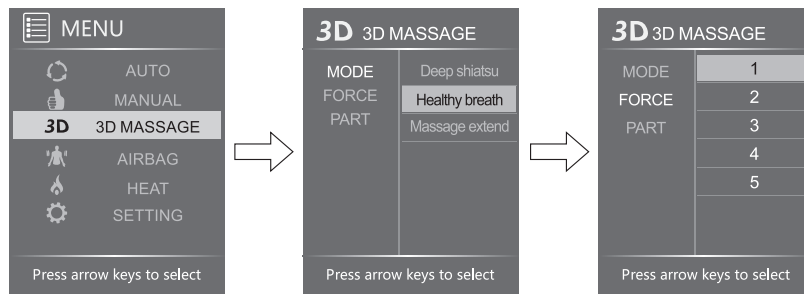 MENU
AUTO
MANUAL
3D 3D MASSAGE
AIRBAG
HEAT
SETTING
Press arrow keys to select
3D 3D MASSAGE
MODE Deep shiatsu
FORCE Healthy breath
PART Massage extend
Press arrow keys to select
3D 3D MASSAGE
MODE 1
FORCE 2
PART 3
4
5
Press arrow keys to select